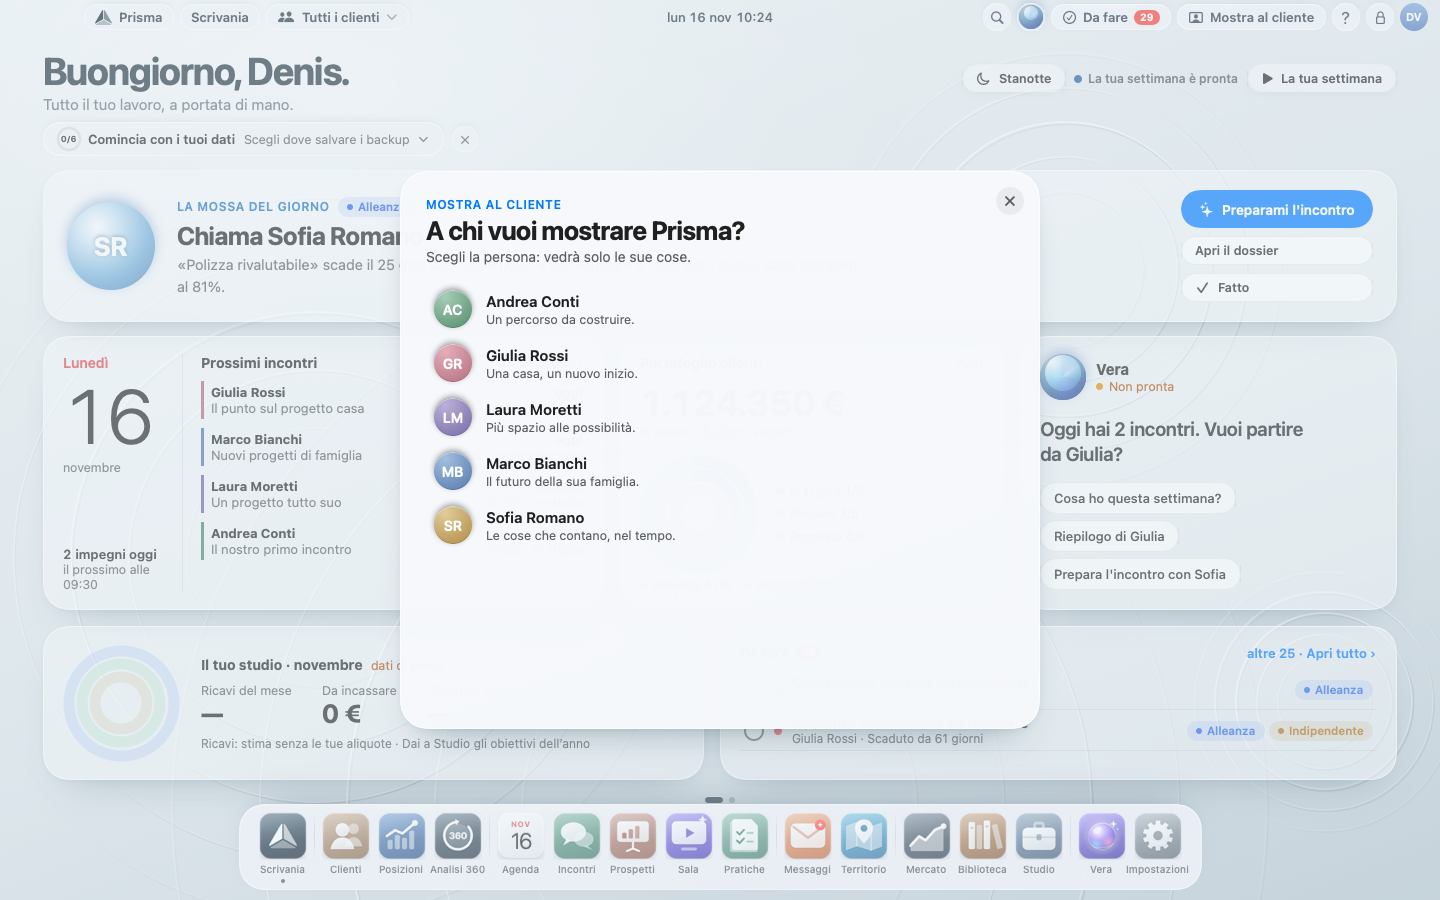 Prisma
Scrivania
Tutti i clienti
lun 16 nov 10:24
Da fare 29
Mostra al cliente
?
DV
Buongiorno, Denis.
Tutto il tuo lavoro, a portata di mano.
Stanotte
La tua settimana è pronta
La tua settimana
0/6 Comincia con i tuoi dati Scegli dove salvare i backup
SR
LA MOSSA DEL GIORNO
Chiama Sofia
«Polizza rivalutabile» scade il 25
al 81%.
Preparami l'incontro
Apri il dossier
Fatto
MOSTRA AL CLIENTE
A chi vuoi mostrare Prisma?
Scegli la persona: vedrà solo le sue cose.
AC
Andrea Conti
Un percorso da costruire.
GR
Giulia Rossi
Una casa, un nuovo inizio.
LM
Laura Moretti
Più spazio alle possibilità.
MB
Marco Bianchi
Il futuro della sua famiglia.
SR
Sofia Romano
Le cose che contano, nel tempo.
Lunedì
16
novembre
2 impegni oggi
il prossimo alle
09:30
Prossimi incontri
Giulia Rossi
Il punto sul progetto casa
Marco Bianchi
Nuovi progetti di famiglia
Laura Moretti
Un progetto tutto suo
Andrea Conti
Il nostro primo incontro
1.124.350 €
Vera
Non pronta
Oggi hai 2 incontri. Vuoi partire
da Giulia?
Cosa ho questa settimana?
Riepilogo di Giulia
Prepara l'incontro con Sofia
Il tuo studio · novembre dati
Ricavi del mese
—
Da incassare
0 €
Ricavi: stima senza le tue aliquote · Dai a Studio gli obiettivi dell'anno
altre 25 · Apri tutto ›
Alleanza
Giulia Rossi · Scaduto da 61 giorni
Alleanza
Indipendente
360
NOV
16
Scrivania
Clienti
Posizioni
Analisi 360
Agenda
Incontri
Prospetti
Sala
Pratiche
Messaggi
Territorio
Mercato
Biblioteca
Studio
Vera
Impostazioni